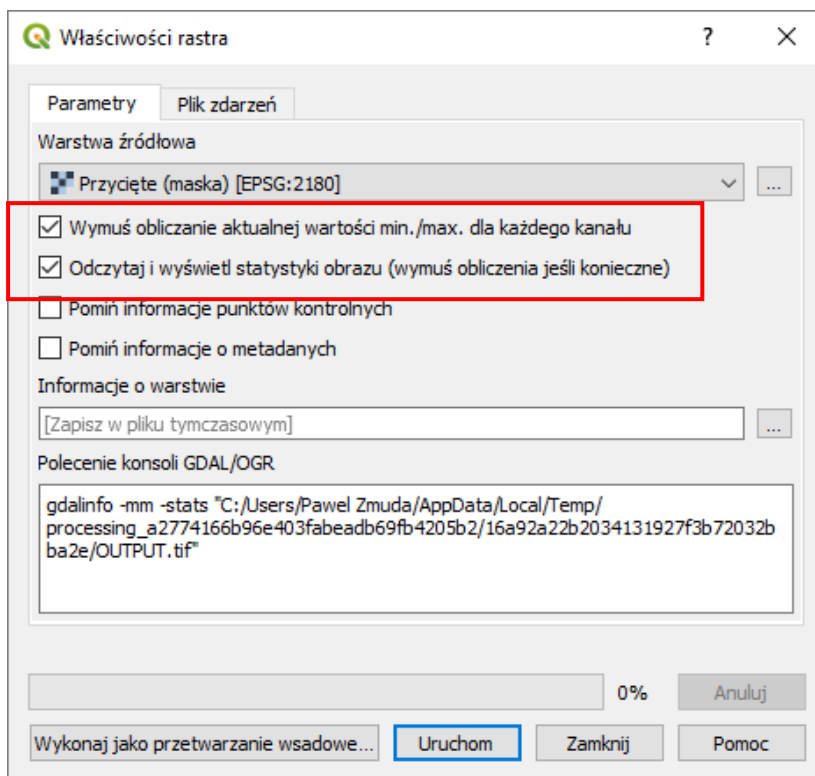 Właściwości rastra
?
Parametry
Plik zdarzeń
Warstwa źródłowa
Przycięte (maska) [EPSG:2180]
...
Wymuś obliczanie aktualnej wartości min./max. dla każdego kanału
Odczytaj i wyświetl statystyki obrazu (wymuś obliczenia jeśli konieczne)
Pomiń informacje punktów kontrolnych
Pomiń informacje o metadanych
Informacje o warstwie
[Zapisz w pliku tymczasowym]
...
Polecenie konsoli GDAL/OGR
gdalinfo -mm -stats "C:/Users/Pawel Zmuda/AppData/Local/Temp/
processing_a2774166b96e403fabeadb69fb4205b2/16a92a22b2034131927f3b72032b
ba2e/OUTPUT.tif"
0%
Anuluj
Wykonaj jako przetwarzanie wsadowe...
Uruchom
Zamknij
Pomoc